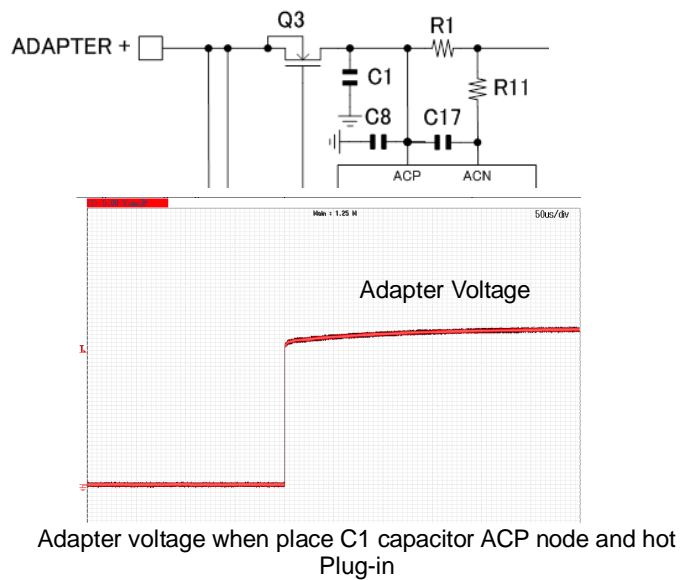 Q3
R1
ADAPTER +
C1
R11
C8
C17
ACP
ACN
Main : 1.25 M
50us/div
Adapter Voltage
Adapter voltage when place C1 capacitor ACP node and hot
Plug-in